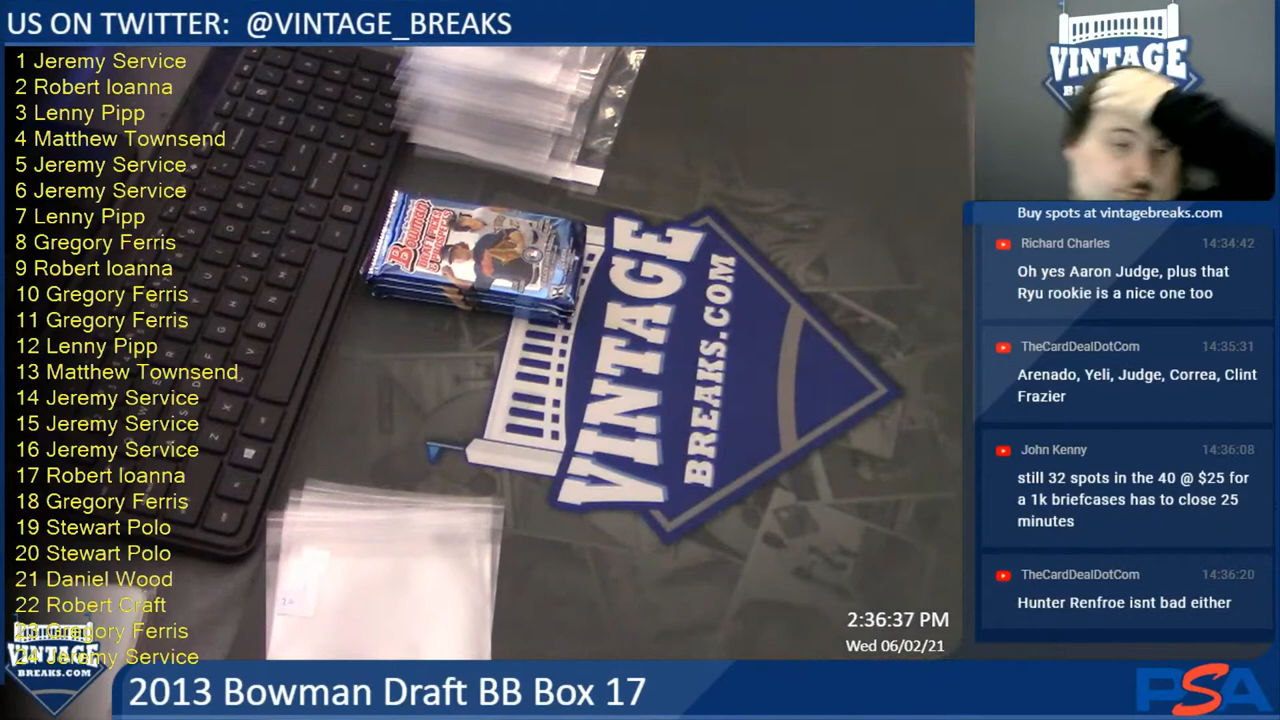 US ON TWITTER: @VINTAGE_BREAKS
1 Jeremy Service
2 Robert Ioanna
3 Lenny Pipp
4 Matthew Townsend
5 Jeremy Service
6 Jeremy Service
7 Lenny Pipp
8 Gregory Ferris
9 Robert Ioanna
10 Gregory Ferris
11 Gregory Ferris
12 Lenny Pipp
13 Matthew Townsend
14 Jeremy Service
15 Jeremy Service
16 Jeremy Service
17 Robert Ioanna
18 Gregory Ferris
19 Stewart Polo
20 Stewart Polo
21 Daniel Wood
22 Robert Craft
23 Gregory Ferris
24 Jeremy Service
VINTAGE
BREAKS.COM
Bowman
DRAFT PICKS
& PROSPECTS
VINTAGE
BREAKS.COM
VINTAGE
Buy spots at vintagebreaks.com
Richard Charles 14:34:42
Oh yes Aaron Judge, plus that
Ryu rookie is a nice one too
TheCardDealDotCom 14:35:31
Arenado, Yeli, Judge, Correa, Clint
Frazier
John Kenny 14:36:08
still 32 spots in the 40 @ $25 for
a 1k briefcases has to close 25
minutes
TheCardDealDotCom 14:36:20
Hunter Renfroe isnt bad either
2:36:37 PM
Wed 06/02/21
2013 Bowman Draft BB Box 17
PSA